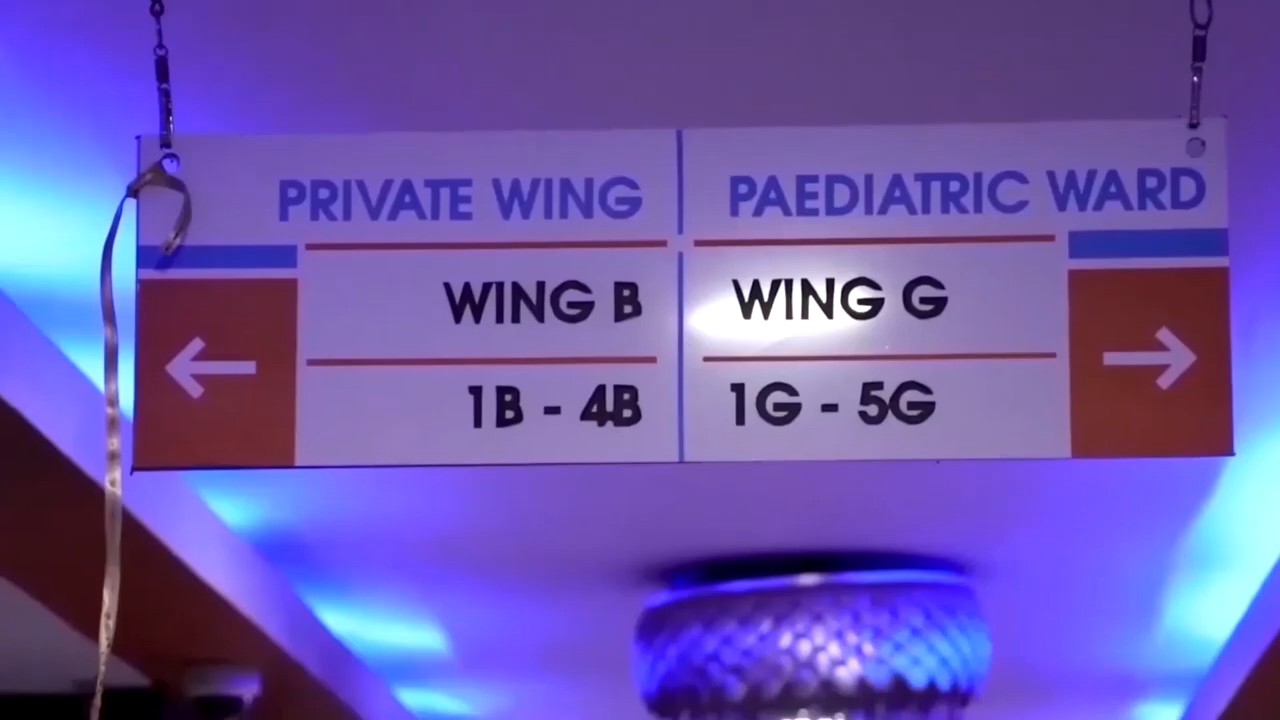 PRIVATE WING
WING B
1B - 4B
PAEDIATRIC WARD
WING G
1G - 5G